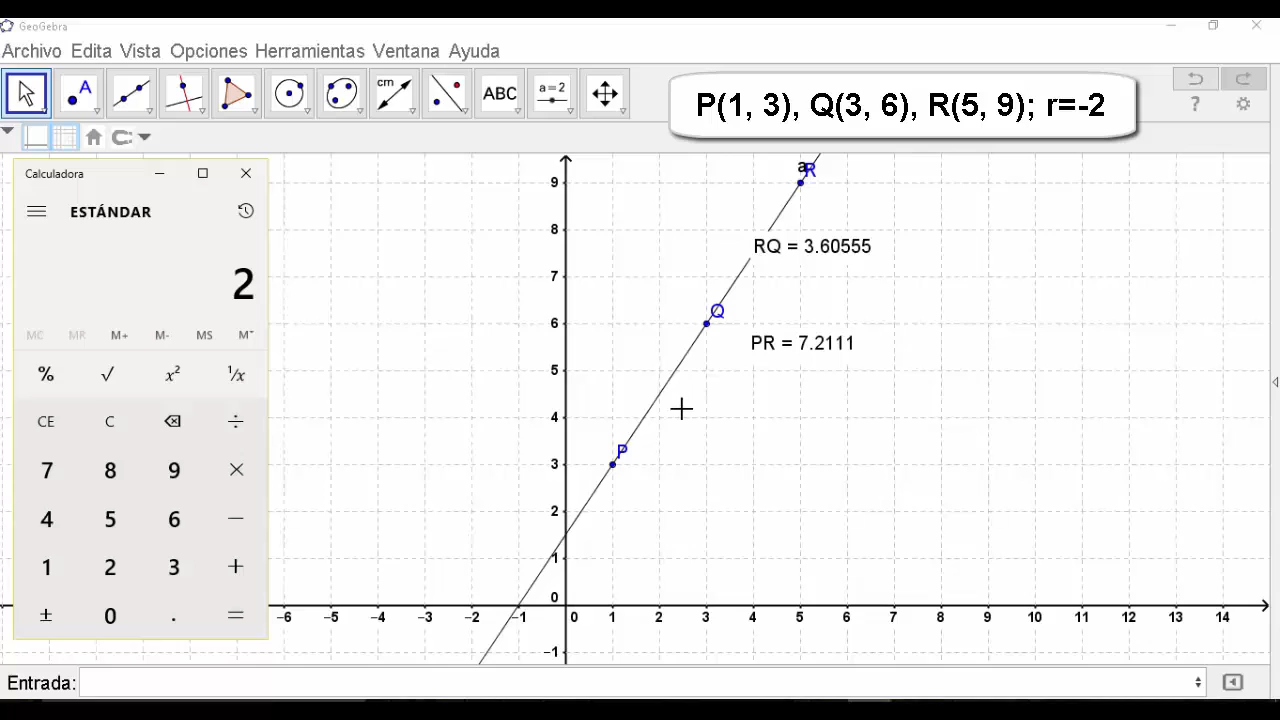 GeoGebra
Archivo Edita Vista Opciones Herramientas Ventana Ayuda
A cm ABC a=2
P(1, 3), Q(3, 6), R(5, 9); r=-2
?
Calculadora
ESTÁNDAR
2
MC MR M+ M- MS M˅
% √ x² ¹/x
CE C ÷
7 8 9 ×
4 5 6 −
1 2 3 +
± 0 . =
a R
9
8
RQ = 3.60555
7
Q
6
PR = 7.2111
5
4
P
3
2
1
0
−6 −5 −4 −3 −2 −1 0 1 2 3 4 5 6 7 8 9 10 11 12 13 14
−1
Entrada: